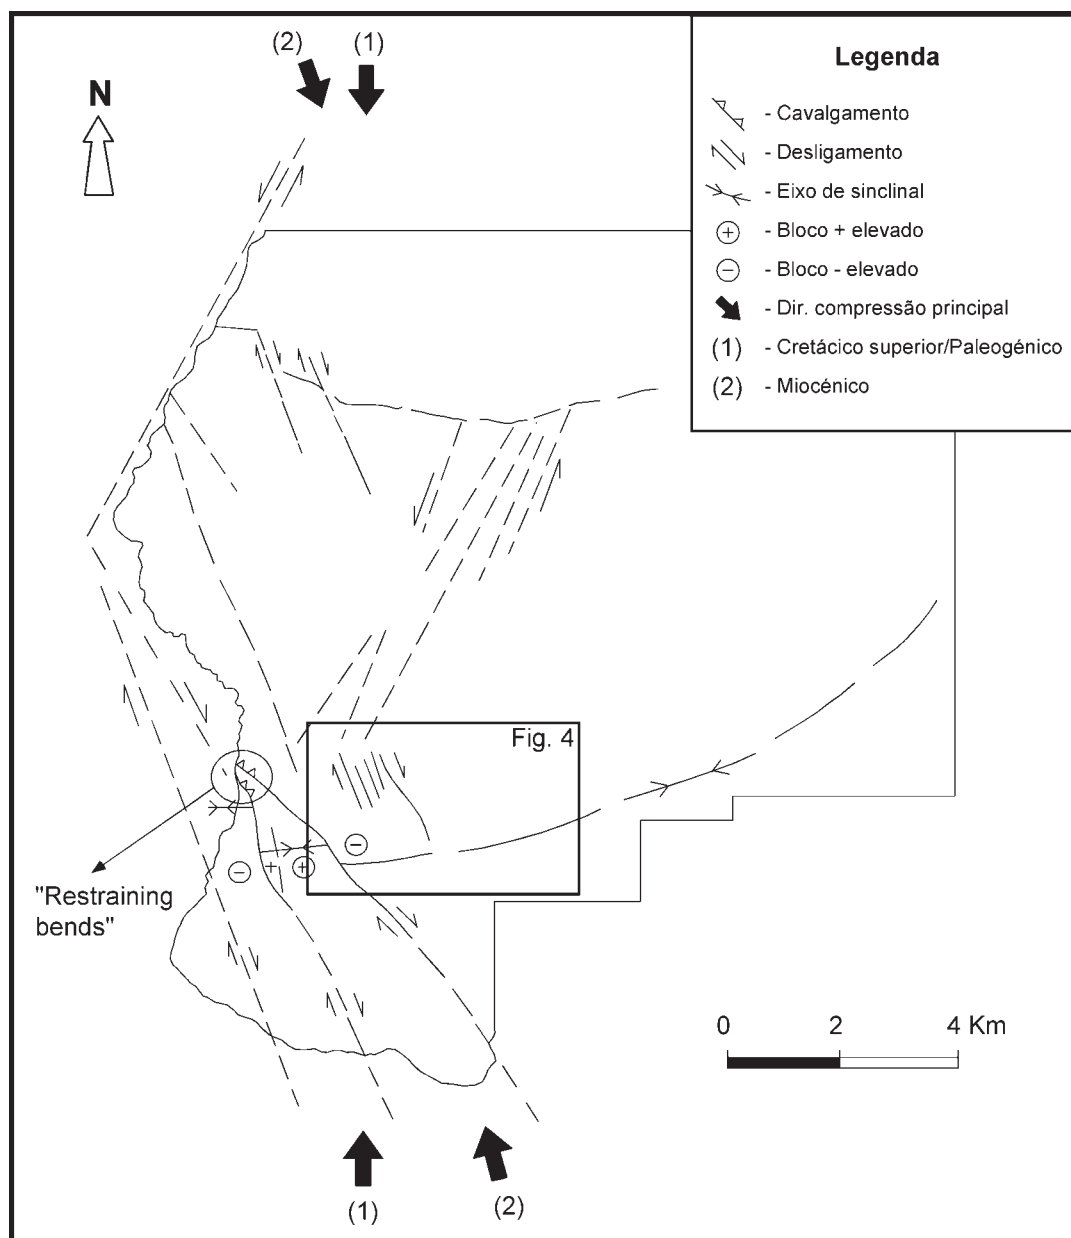 (2)
(1)
N
Legenda
- Cavalgamento
- Desligamento
- Eixo de sinclinal
- Bloco + elevado
- Bloco - elevado
- Dir. compressão principal
(1) - Cretácico superior/Paleogénico
(2) - Miocénico
Fig. 4
"Restraining
bends"
0 2 4 Km
(1)
(2)